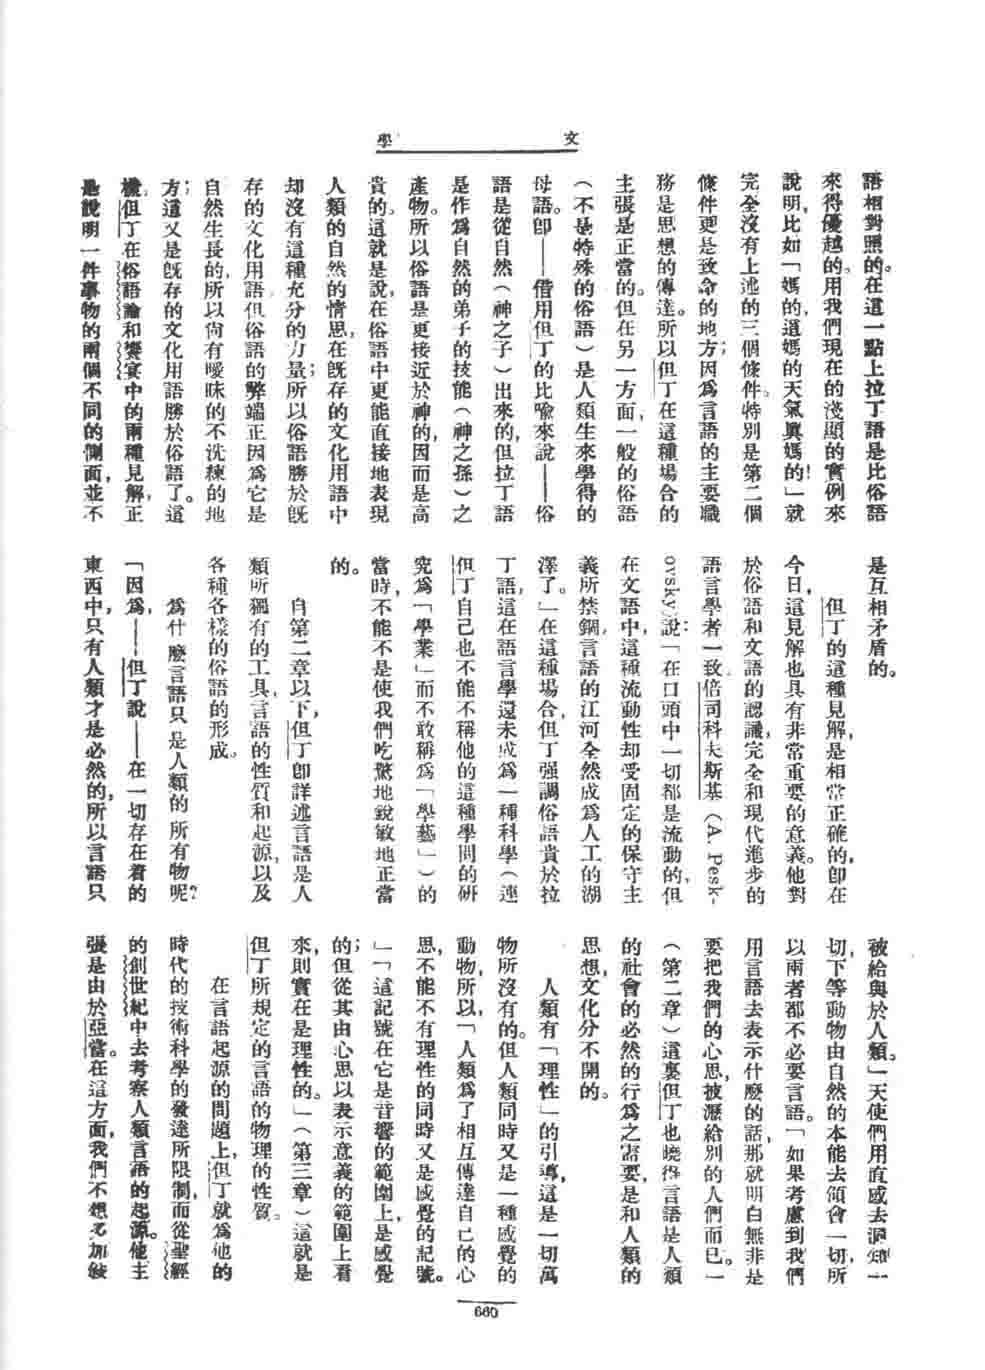 文學
語相對照的。在這一點上拉丁語是比俗語
來得優越的。用我們現在的淺顯的實例來
說明，比如「媽的，這媽的天氣眞媽的！」就
完全沒有上述的三個條件。特別是第二個
條件更是致命的地方；因爲言語的主要職
務是思想的傳達。所以但丁在這種場合的
主張是正當的。但在另一方面，一般的俗語
（不是特殊的俗語）是人類生來學得的
母語。卽——借用但丁的比喩來說——俗
語是從自然（神之子）出來的，但拉丁語
是作爲自然的弟子的技能（神之孫）之
產物。所以俗語是更接近於神的，因而是高
貴的。這就是說，在俗語中更能直接地表現
人類的自然的情思，在旣存的文化用語中
却沒有這種充分的力量；所以俗語勝於旣
存的文化用語。但俗語的弊端正因爲它是
自然生長的，所以尙有曖昧的不洗練的地
方；這又是旣存的文化用語勝於俗語了。這
樣，但丁在俗語論和饗宴中的兩種見解，正
是說明一件事物的兩個不同的側面，並不
是互相矛盾的。
但丁的這種見解，是相當正確的，卽在
今日，這見解也具有非常重要的意義。他對
於俗語和文語的認識，完全和現代進步的
語言學者一致。倍司科夫斯基（A. Pesk-
ovsky）說：「在口頭中一切都是流動的，但
在文語中，這種流動性却受固定的保守主
義所禁錮，言語的江河全然成爲人工的湖
澤了。」在這種場合，但丁强調俗語貴於拉
丁語，這在語言學還未成爲一種科學（連
但丁自己也不能不稱他的這種學問的硏
究爲「學業」而不敢稱爲「學藝」）的
當時，不能不是使我們吃驚地銳敏地正當
的。
自第二章以下，但丁卽詳述言語是人
類所獨有的工具，言語的性質和起源，以及
各種各樣的俗語的形成。
爲什麼言語只是人類的所有物呢？
「因爲，——但丁說——在一切存在着的
東西中，只有人類才是必然的，所以言語只
被給與於人類。」天使們用直感去洞知一
切，下等動物由自然的本能去領會一切，所
以兩者都不必要言語。「如果考慮到我們
用言語去表示什麼的話，那就明白無非是
要把我們的心思，披瀝給別的人們而已。」
（第二章）這裏但丁也曉得言語是人類
的社會的必然的行爲之需要，是和人類的
思想，文化分不開的。
人類有「理性」的引導，這是一切萬
物所沒有的。但人類同時又是一種感覺的
動物，所以，「人類爲了相互傳達自己的心
思，不能不有理性的同時又是感覺的記號。
」「這記號在它是音響的範圍上，是感覺
的；但從其由心思以表示意義的範圍上看
來，則實在是理性的。」（第三章）這就是
但丁所規定的言語的物理的性質。
在言語起源的問題上，但丁就爲他的
時代的技術科學的發達所限制，而從聖經
的創世紀中去考察人類言語的起源。他主
張是由於亞當。在這方面，我們不想多加敍
660